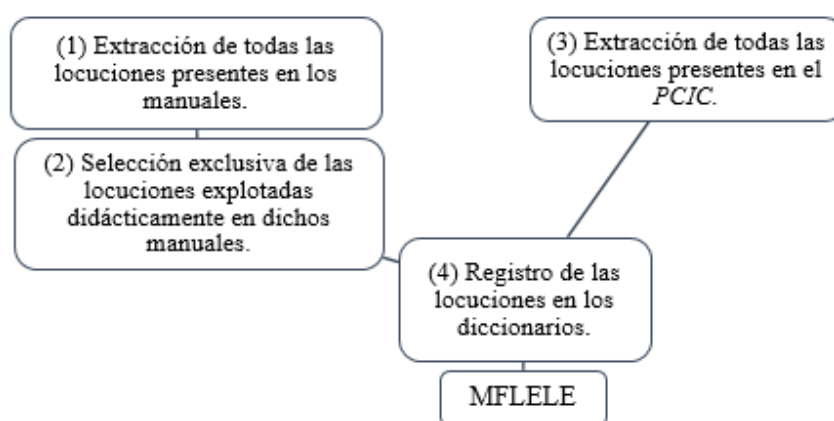 (1) Extracción de todas las
locuciones presentes en los
manuales.
(2) Selección exclusiva de las
locuciones explotadas
didácticamente en dichos
manuales.
(3) Extracción de todas las
locuciones presentes en el
PCIC.
(4) Registro de las
locuciones en los
diccionarios.
MFLELE